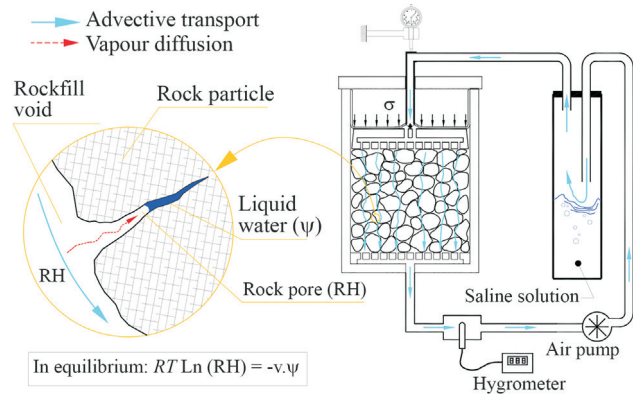 Advective transport
Vapour diffusion
Rockfill
void
Rock particle
σ
Liquid
water (ψ)
RH
Rock pore (RH)
In equilibrium: RT Ln (RH) = -v.ψ
Saline solution
Air pump
Hygrometer